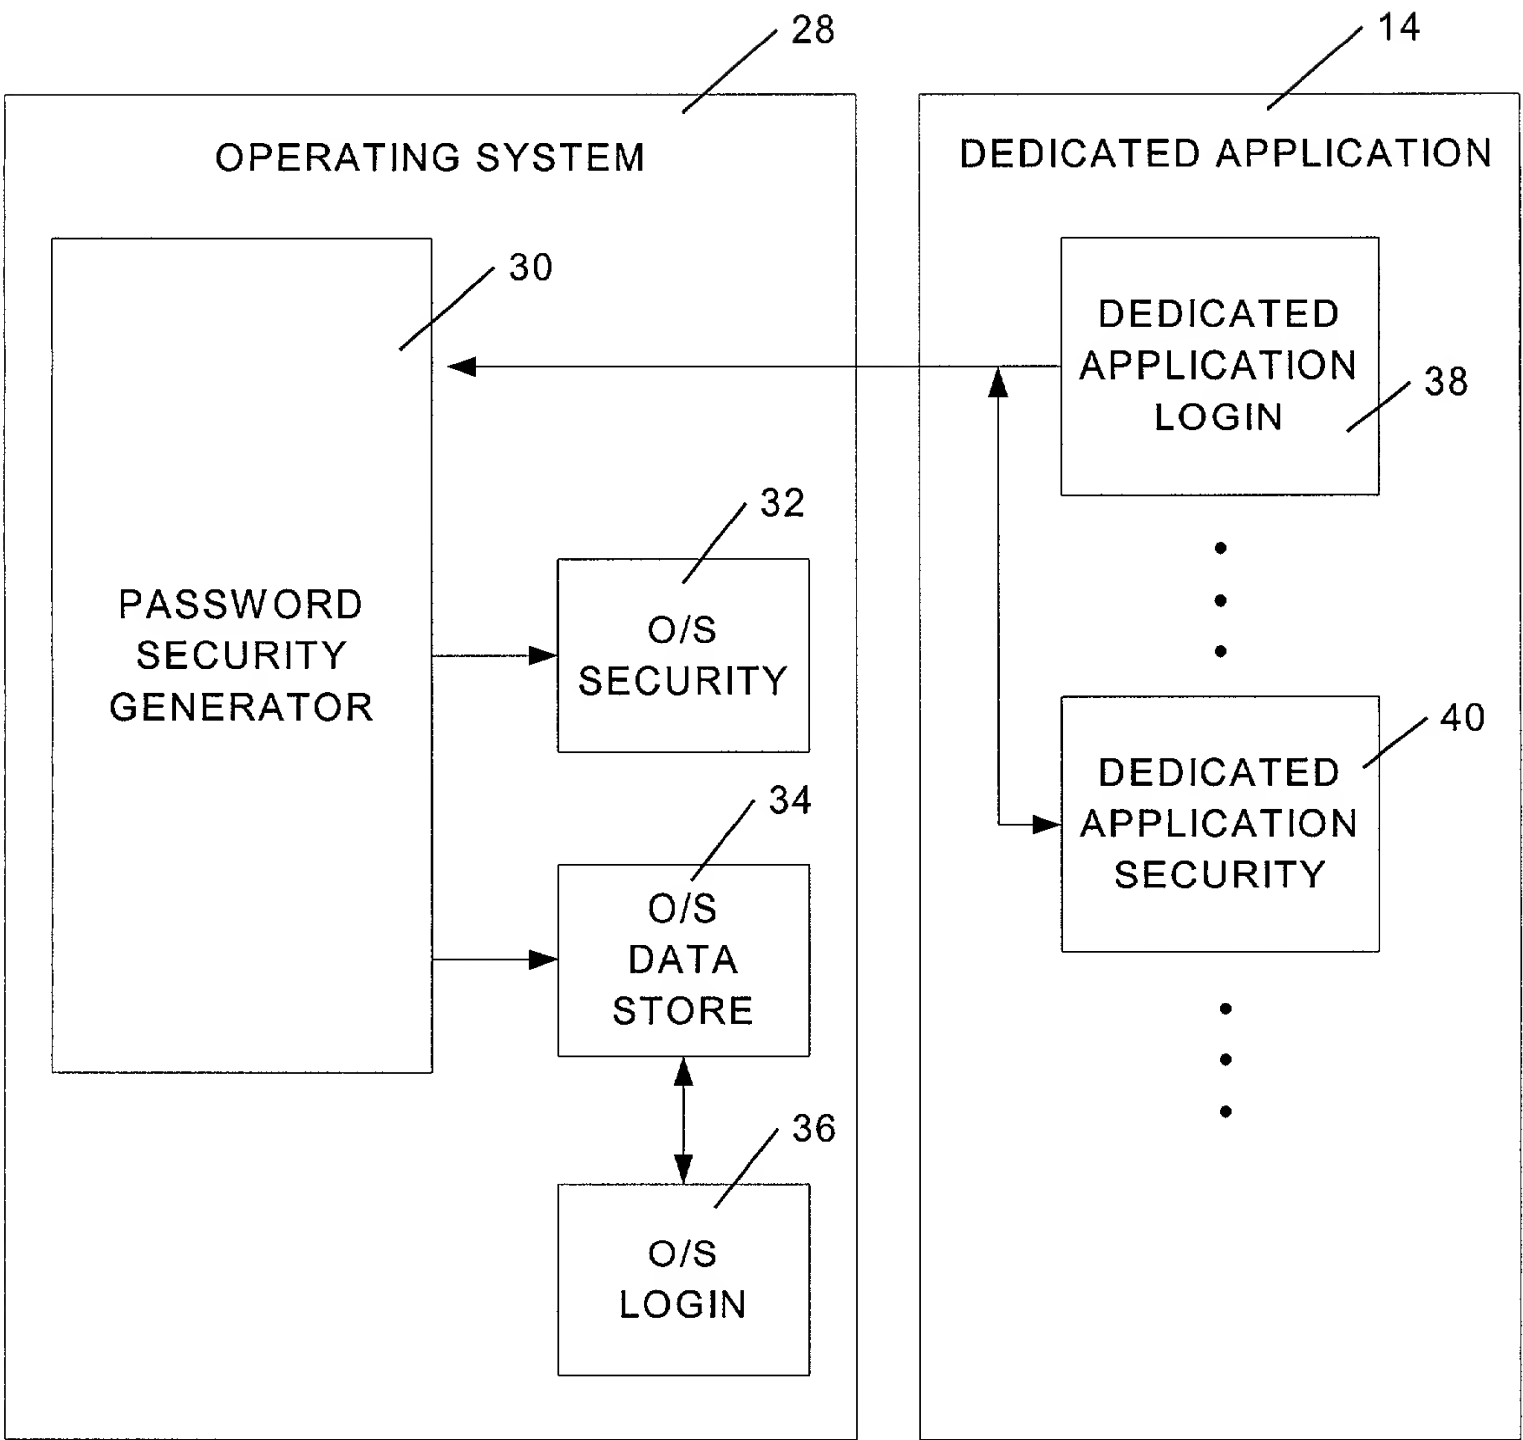 28
OPERATING SYSTEM
30
PASSWORD
SECURITY
GENERATOR
32
O/S
SECURITY
34
O/S
DATA
STORE
36
O/S
LOGIN
14
DEDICATED APPLICATION
DEDICATED
APPLICATION
LOGIN
38
DEDICATED
APPLICATION
SECURITY
40